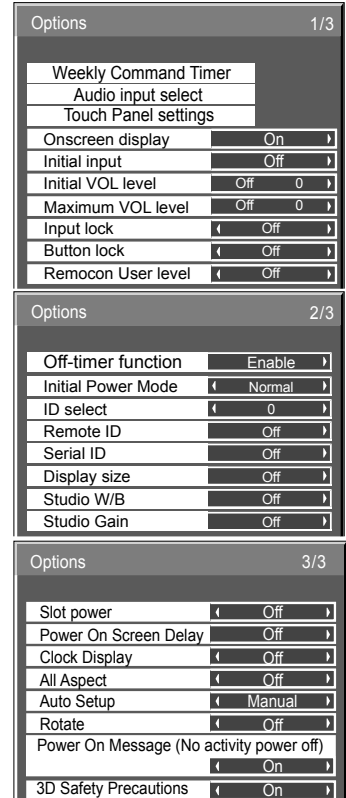 Options 1/3
Weekly Command Timer
Audio input select
Touch Panel settings
Onscreen display On
Initial input Off
Initial VOL level Off 0
Maximum VOL level Off 0
Input lock Off
Button lock Off
Remocon User level Off
Options 2/3
Off-timer function Enable
Initial Power Mode Normal
ID select 0
Remote ID Off
Serial ID Off
Display size Off
Studio W/B Off
Studio Gain Off
Options 3/3
Slot power Off
Power On Screen Delay Off
Clock Display Off
All Aspect Off
Auto Setup Manual
Rotate Off
Power On Message (No activity power off)
On
3D Safety Precautions On